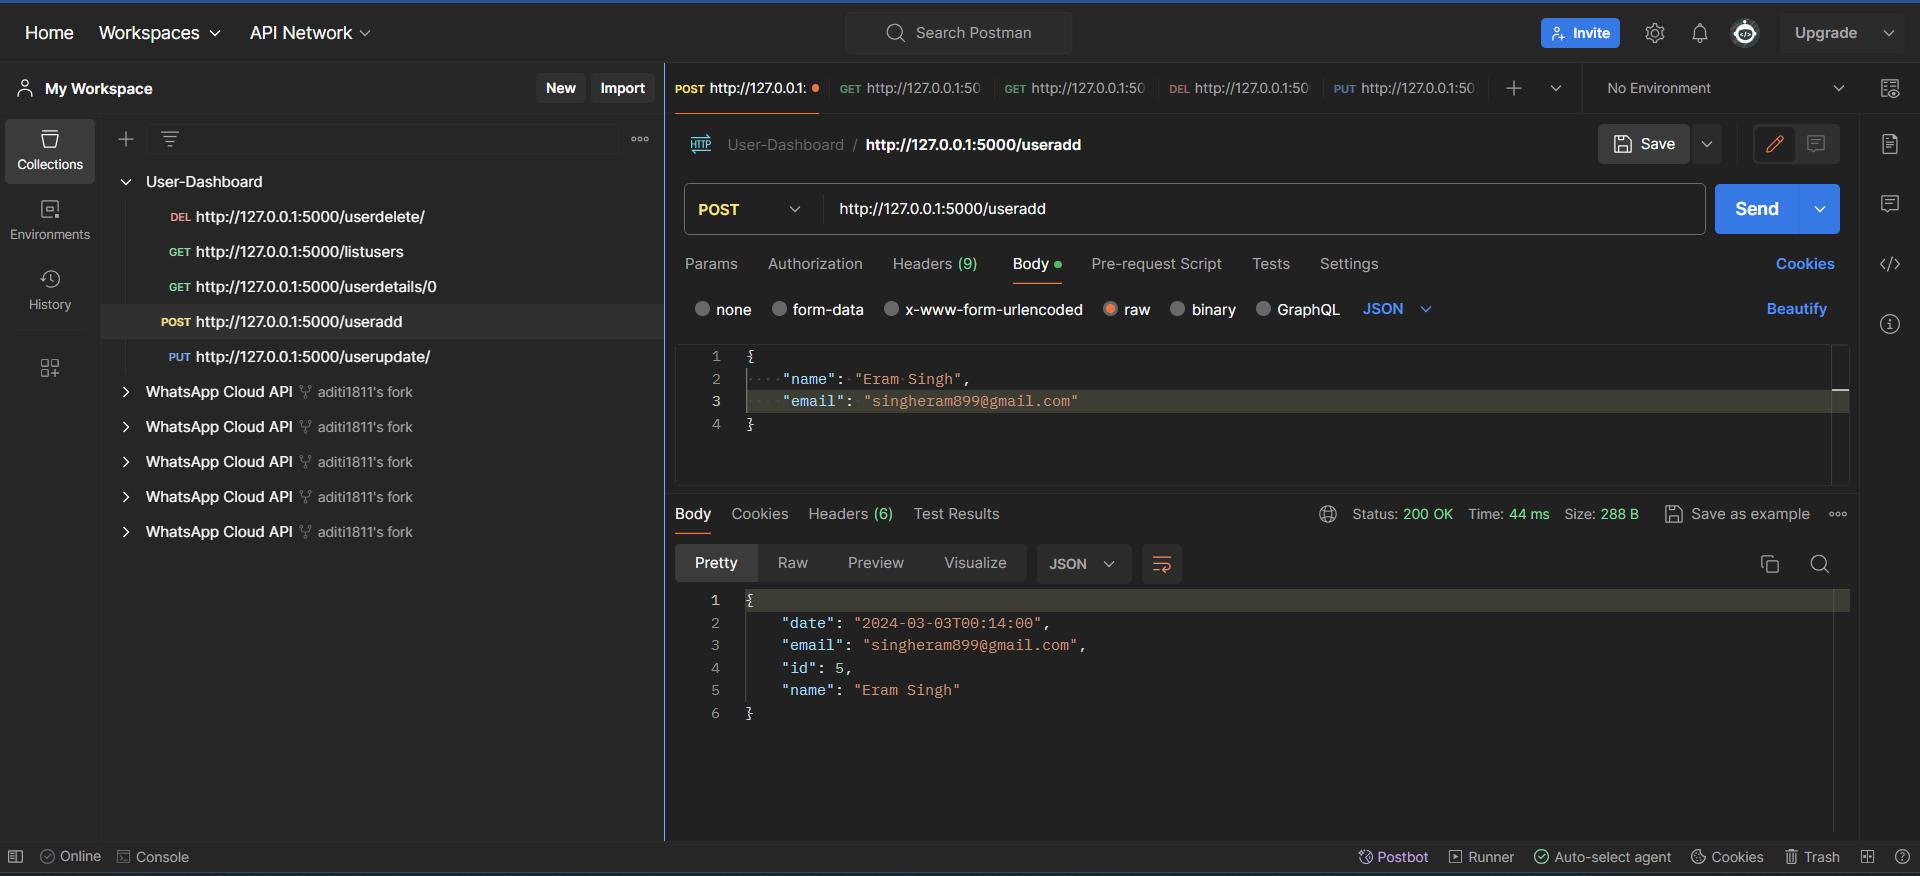 Home Workspaces API Network Search Postman Invite Upgrade
My Workspace New Import
POST http://127.0.0.1: GET http://127.0.0.1:50 GET http://127.0.0.1:50 DEL http://127.0.0.1:50 PUT http://127.0.0.1:50 No Environment
Collections
Environments
History
User-Dashboard
DEL http://127.0.0.1:5000/userdelete/
GET http://127.0.0.1:5000/listusers
GET http://127.0.0.1:5000/userdetails/0
POST http://127.0.0.1:5000/useradd
PUT http://127.0.0.1:5000/userupdate/
WhatsApp Cloud API aditi1811's fork
WhatsApp Cloud API aditi1811's fork
WhatsApp Cloud API aditi1811's fork
WhatsApp Cloud API aditi1811's fork
WhatsApp Cloud API aditi1811's fork
HTTP User-Dashboard / http://127.0.0.1:5000/useradd Save
POST http://127.0.0.1:5000/useradd Send
Params Authorization Headers (9) Body Pre-request Script Tests Settings Cookies
none form-data x-www-form-urlencoded raw binary GraphQL JSON Beautify
1 {
2 "name": "Eram Singh",
3 "email": "singheram899@gmail.com"
4 }
Body Cookies Headers (6) Test Results Status: 200 OK Time: 44 ms Size: 288 B Save as example
Pretty Raw Preview Visualize JSON
1 {
2 "date": "2024-03-03T00:14:00",
3 "email": "singheram899@gmail.com",
4 "id": 5,
5 "name": "Eram Singh"
6 }
Online Console Postbot Runner Auto-select agent Cookies Trash